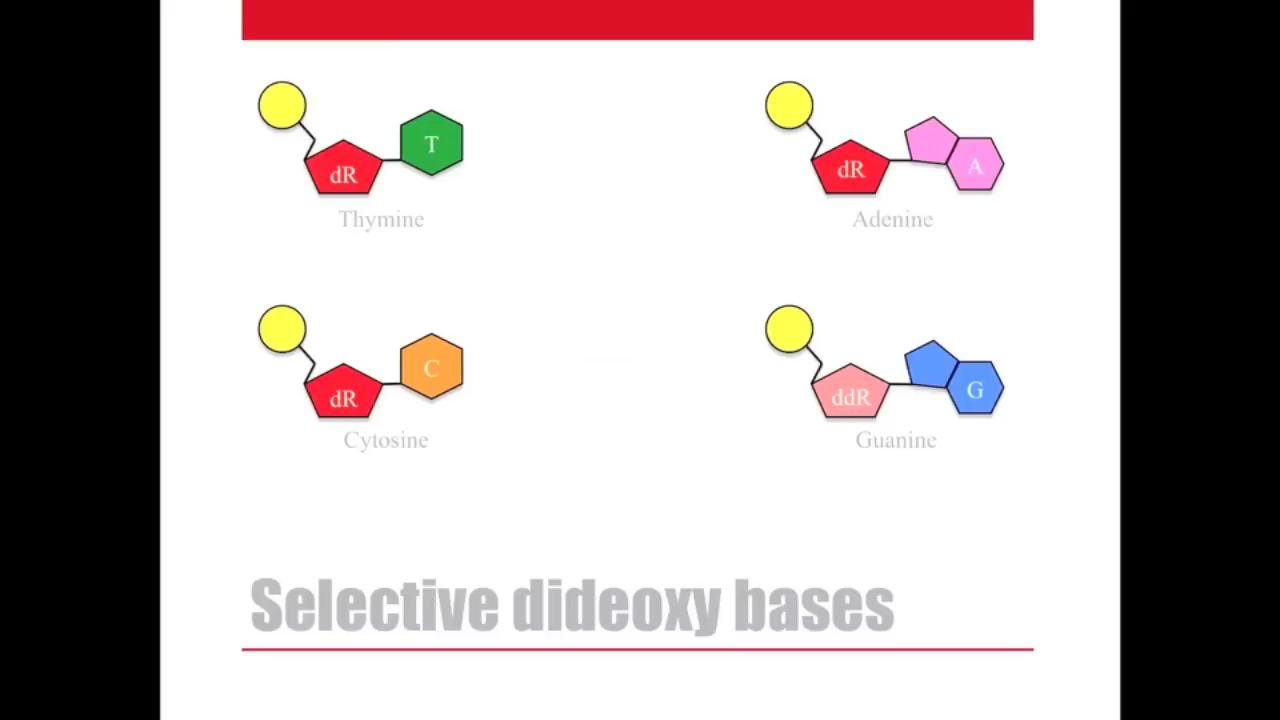 T
dR
Thymine
A
dR
Adenine
C
dR
Cytosine
G
ddR
Guanine
Selective dideoxy bases